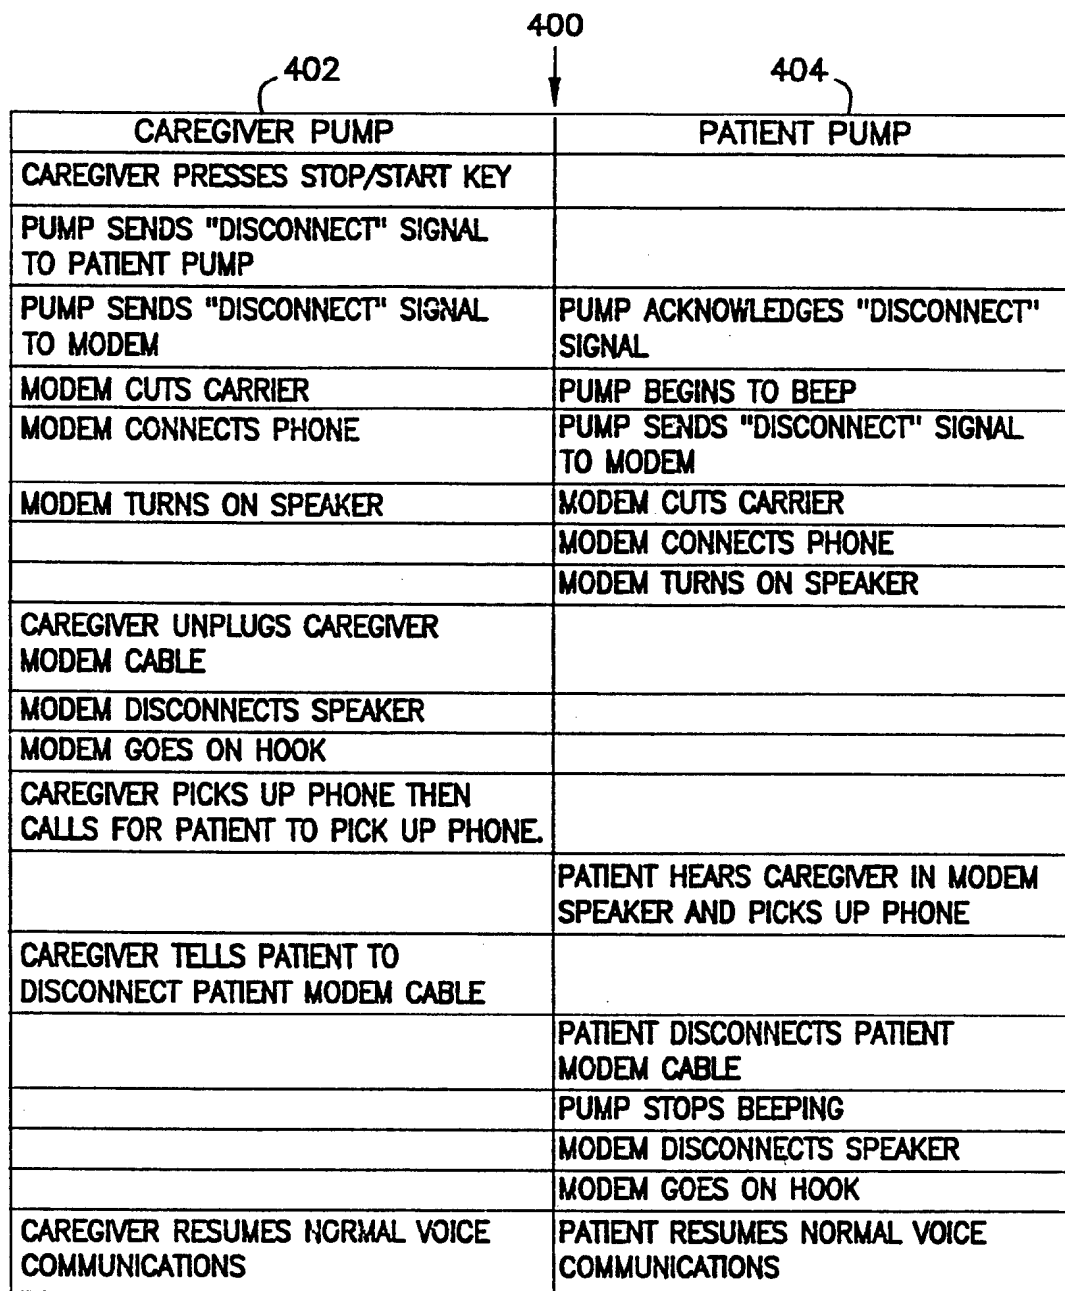 400
402
404
CAREGIVER PUMP
PATIENT PUMP
CAREGIVER PRESSES STOP/START KEY
PUMP SENDS "DISCONNECT" SIGNAL
TO PATIENT PUMP
PUMP SENDS "DISCONNECT" SIGNAL
TO MODEM
PUMP ACKNOWLEDGES "DISCONNECT"
SIGNAL
MODEM CUTS CARRIER
PUMP BEGINS TO BEEP
MODEM CONNECTS PHONE
PUMP SENDS "DISCONNECT" SIGNAL
TO MODEM
MODEM TURNS ON SPEAKER
MODEM CUTS CARRIER
MODEM CONNECTS PHONE
MODEM TURNS ON SPEAKER
CAREGIVER UNPLUGS CAREGIVER
MODEM CABLE
MODEM DISCONNECTS SPEAKER
MODEM GOES ON HOOK
CAREGIVER PICKS UP PHONE THEN
CALLS FOR PATIENT TO PICK UP PHONE.
PATIENT HEARS CAREGIVER IN MODEM
SPEAKER AND PICKS UP PHONE
CAREGIVER TELLS PATIENT TO
DISCONNECT PATIENT MODEM CABLE
PATIENT DISCONNECTS PATIENT
MODEM CABLE
PUMP STOPS BEEPING
MODEM DISCONNECTS SPEAKER
MODEM GOES ON HOOK
CAREGIVER RESUMES NORMAL VOICE
COMMUNICATIONS
PATIENT RESUMES NORMAL VOICE
COMMUNICATIONS